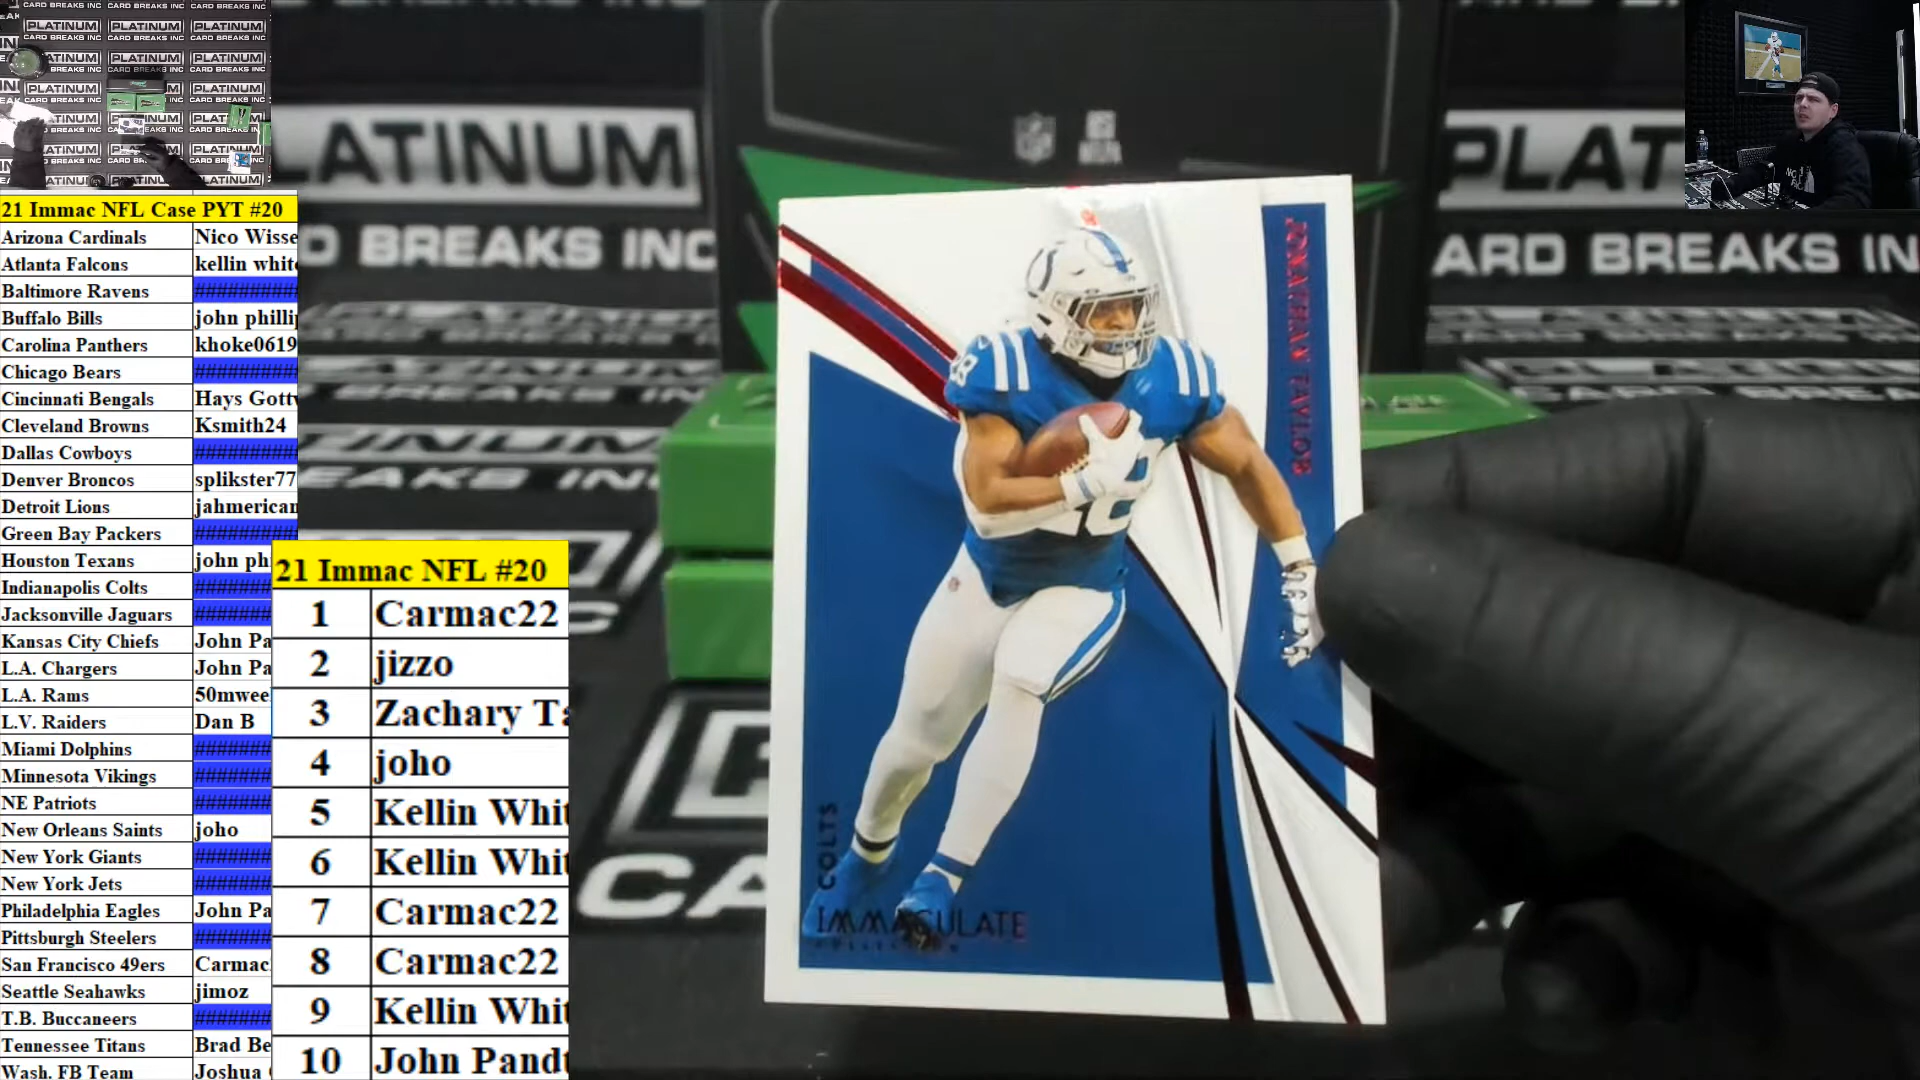 21 Immac NFL Case PYT #20
Arizona Cardinals Nico Wisse
Atlanta Falcons kellin white
Baltimore Ravens ##########
Buffalo Bills john phillip
Carolina Panthers khoke0619
Chicago Bears ##########
Cincinnati Bengals Hays Gottw
Cleveland Browns Ksmith24
Dallas Cowboys ##########
Denver Broncos splikster77
Detroit Lions jahmerican
Green Bay Packers ##########
Houston Texans john ph
Indianapolis Colts #######
Jacksonville Jaguars #######
Kansas City Chiefs John Pa
L.A. Chargers John Pa
L.A. Rams 50mwee
L.V. Raiders Dan B
Miami Dolphins #######
Minnesota Vikings #######
NE Patriots #######
New Orleans Saints joho
New York Giants #######
New York Jets #######
Philadelphia Eagles John Pa
Pittsburgh Steelers #######
San Francisco 49ers Carmac
Seattle Seahawks jimoz
T.B. Buccaneers #######
Tennessee Titans Brad Be
Wash. FB Team Joshua
21 Immac NFL #20
1 Carmac22
2 jizzo
3 Zachary Ta
4 joho
5 Kellin Whit
6 Kellin Whit
7 Carmac22
8 Carmac22
9 Kellin Whit
10 John Pandt
JONATHAN TAYLOR
28
COLTS
IMMACULATE
COLLECTION
PLATINUM
CARD BREAKS INC